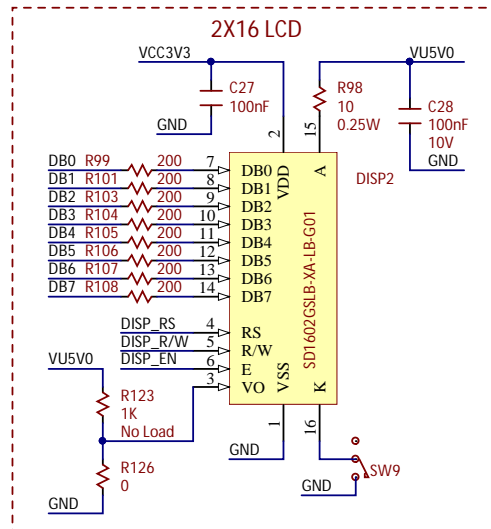 2X16 LCD
VCC3V3
VU5V0
C27
100nF
GND
R98
10
0.25W
C28
100nF
10V
GND
2
15
DB0 R99 200 7 DB0
DB1 R101 200 8 DB1
DB2 R103 200 9 DB2
DB3 R104 200 10 DB3
DB4 R105 200 11 DB4
DB5 R106 200 12 DB5
DB6 R107 200 13 DB6
DB7 R108 200 14 DB7
VDD
A
DISP2
SD1602GSLB-XA-LB-G01
DISP_RS 4 RS
DISP_R/W 5 R/W
DISP_EN 6 E
3 VO
VSS
K
VU5V0
R123
1K
No Load
R126
0
GND
1
16
GND
GND
SW9